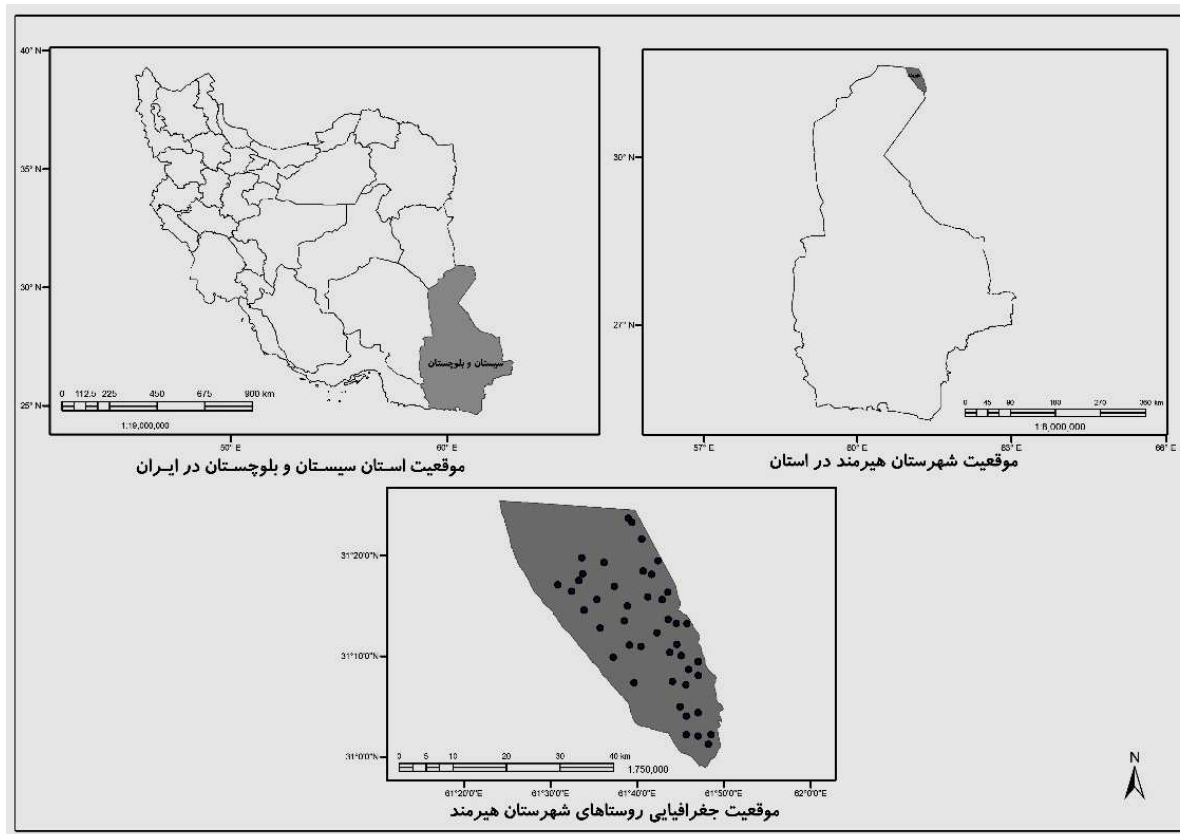 40° N
35° N
30° N
25° N
50° E
60° E
سیستان و بلوچستان
0 112.5 225 450 675 900 km
1:19,000,000
موقعیت استان سیستان و بلوچستان در ایران
30° N
27° N
57° E
60° E
63° E
66° E
0 45 90 180 270 360 km
1:8,000,000
موقعیت شهرستان هیرمند در استان
31°20'0"N
31°10'0"N
31°0'0"N
0 5 10 20 30 40 km
1:750,000
61°20'0"E
61°30'0"E
61°40'0"E
61°50'0"E
62°0'0"E
موقعیت جغرافیایی روستاهای شهرستان هیرمند
N